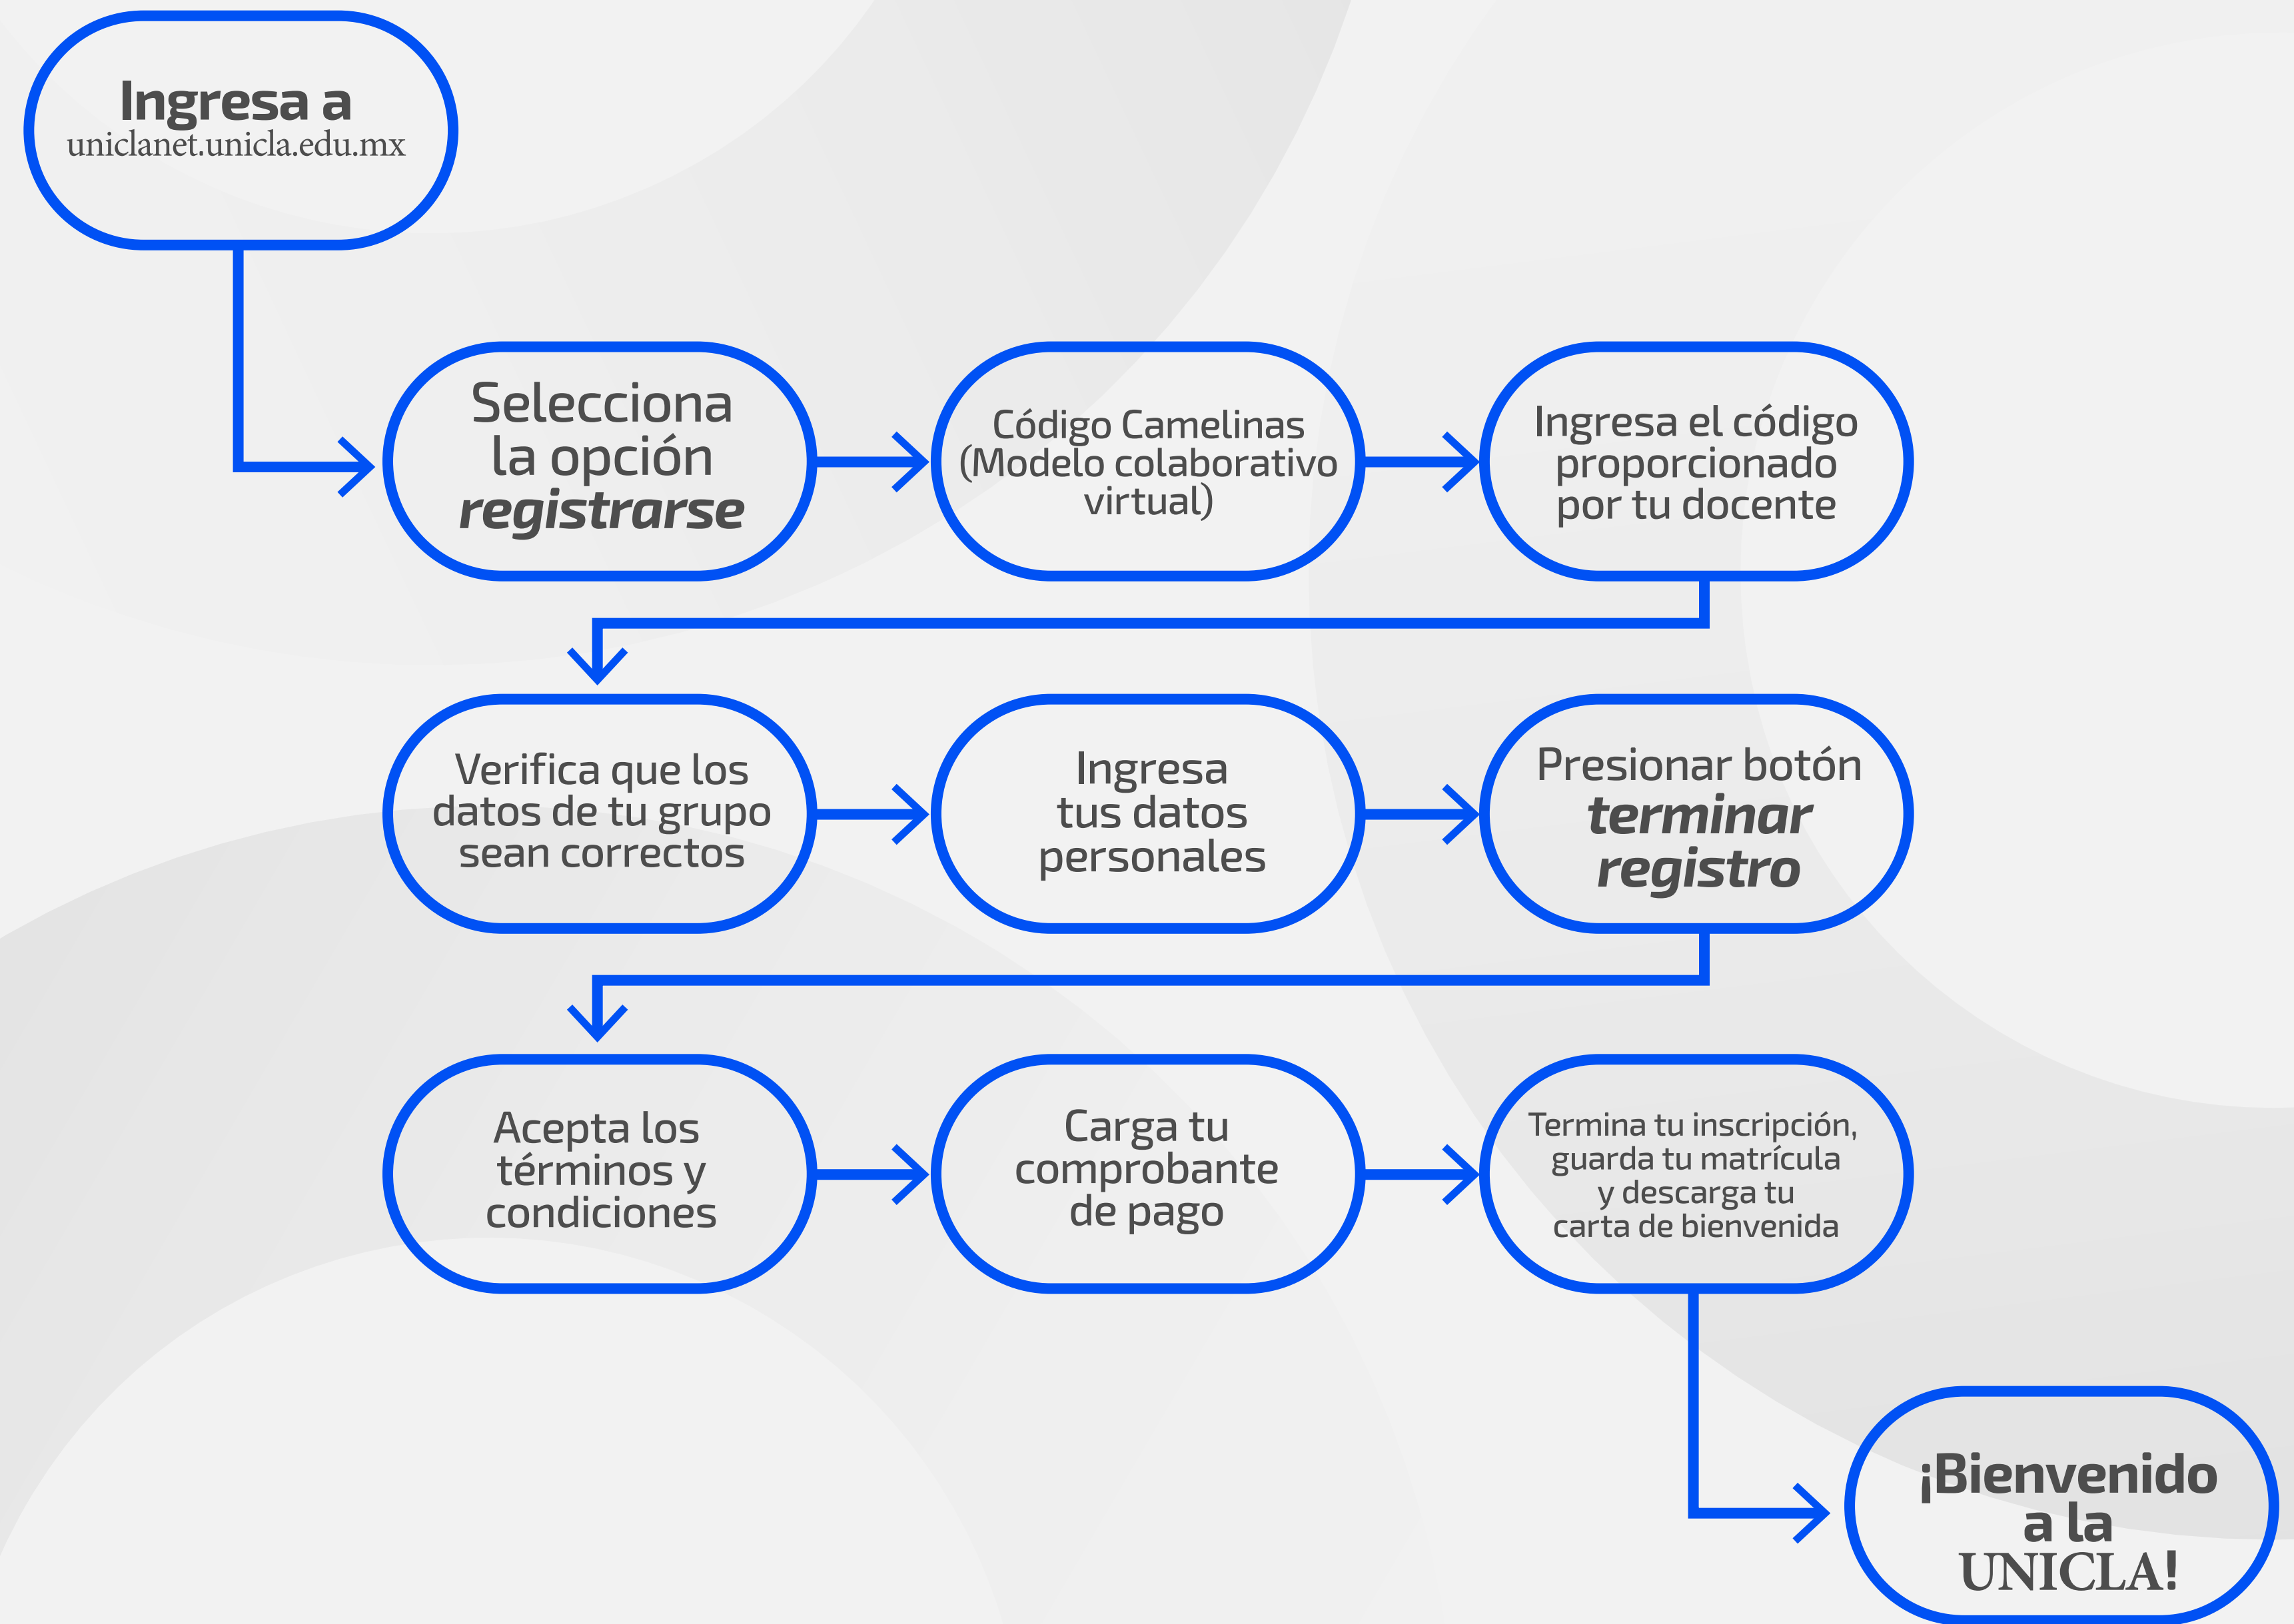 Ingresa a
uniclanet.unicla.edu.mx
Selecciona
la opción
registrarse
Código Camelinas
(Modelo colaborativo
virtual)
Ingresa el código
proporcionado
por tu docente
Verifica que los
datos de tu grupo
sean correctos
Ingresa
tus datos
personales
Presionar botón
terminar
registro
Acepta los
términos y
condiciones
Carga tu
comprobante
de pago
Termina tu inscripción,
guarda tu matrícula
y descarga tu
carta de bienvenida
¡Bienvenido
a la
UNICLA!